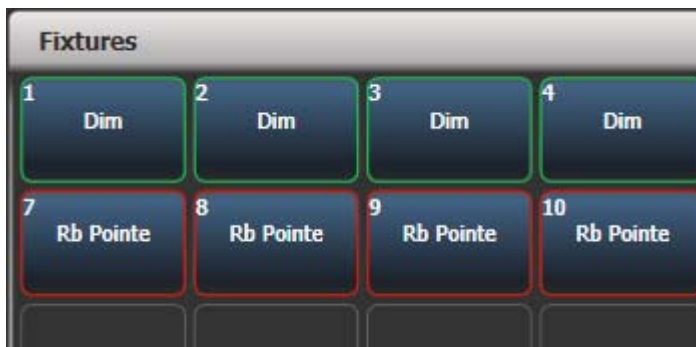 Fixtures
1 2 3 4
Dim Dim Dim Dim
7 8 9 10
Rb Pointe Rb Pointe Rb Pointe Rb Pointe